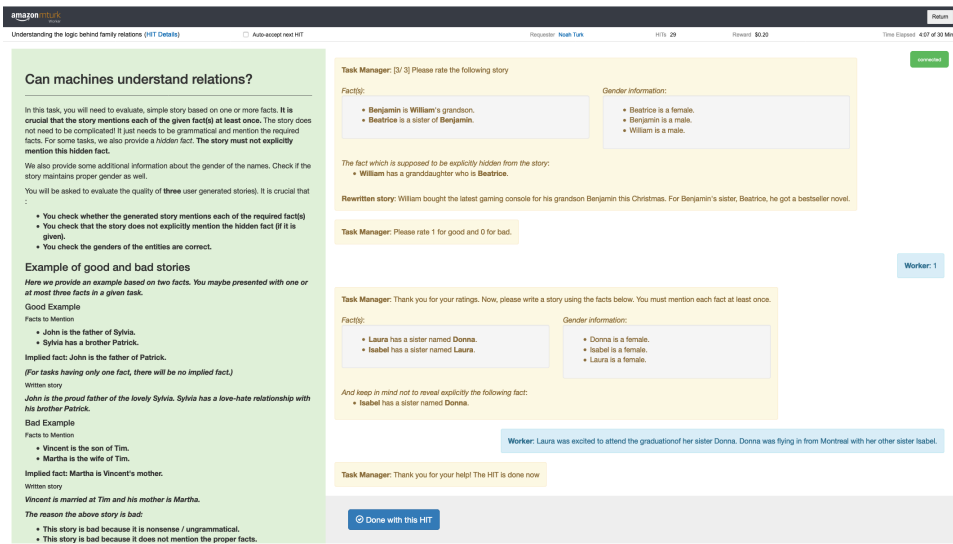 amazonmturk
Worker
Return
Understanding the logic behind family relations (HIT Details)
Auto-accept next HIT
Requester Noah Turk
HITs 29
Reward $0.20
Time Elapsed 4:07 of 30 Min
Can machines understand relations?
In this task, you will need to evaluate, simple story based on one or more facts. It is
crucial that the story mentions each of the given fact(s) at least once. The story does
not need to be complicated! It just needs to be grammatical and mention the required
facts. For some tasks, we also provide a hidden fact. The story must not explicitly
mention this hidden fact.
We also provide some additional information about the gender of the names. Check if the
story maintains proper gender as well.
You will be asked to evaluate the quality of three user generated stories). It is crucial that
:
• You check whether the generated story mentions each of the required fact(s)
• You check that the story does not explicitly mention the hidden fact (if it is
given).
• You check the genders of the entities are correct.
Example of good and bad stories
Here we provide an example based on two facts. You maybe presented with one or
at most three facts in a given task.
Good Example
Facts to Mention
• John is the father of Sylvia.
• Sylvia has a brother Patrick.
Implied fact: John is the father of Patrick.
(For tasks having only one fact, there will be no implied fact.)
Written story
John is the proud father of the lovely Sylvia. Sylvia has a love-hate relationship with
his brother Patrick.
Bad Example
Facts to Mention
• Vincent is the son of Tim.
• Martha is the wife of Tim.
Implied fact: Martha is Vincent's mother.
Written story
Vincent is married at Tim and his mother is Martha.
The reason the above story is bad:
• This story is bad because it is nonsense / ungrammatical.
• This story is bad because it does not mention the proper facts.
connected
Task Manager: [3/ 3] Please rate the following story
Fact(s):
• Benjamin is William's grandson.
• Beatrice is a sister of Benjamin.
Gender information:
• Beatrice is a female.
• Benjamin is a male.
• William is a male.
The fact which is supposed to be explicitly hidden from the story:
• William has a granddaughter who is Beatrice.
Rewritten story: William bought the latest gaming console for his grandson Benjamin this Christmas. For Benjamin's sister, Beatrice, he got a bestseller novel.
Task Manager: Please rate 1 for good and 0 for bad.
Worker: 1
Task Manager: Thank you for your ratings. Now, please write a story using the facts below. You must mention each fact at least once.
Fact(s):
• Laura has a sister named Donna.
• Isabel has a sister named Laura.
Gender information:
• Donna is a female.
• Isabel is a female.
• Laura is a female.
And keep in mind not to reveal explicitly the following fact:
• Isabel has a sister named Donna.
Worker: Laura was excited to attend the graduationof her sister Donna. Donna was flying in from Montreal with her other sister Isabel.
Task Manager: Thank you for your help! The HIT is done now
Done with this HIT